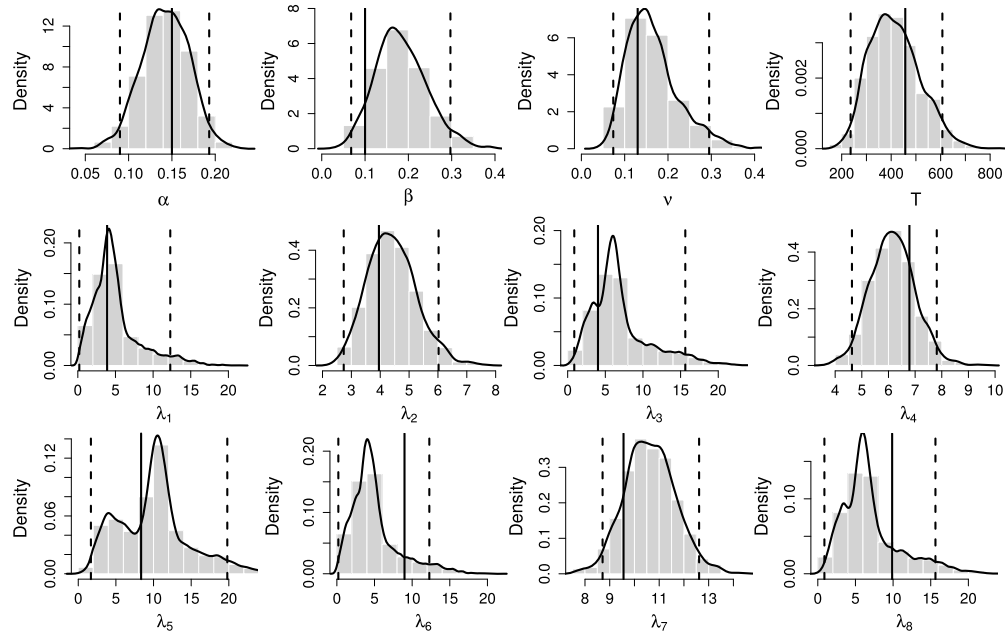 Density
0 4 8 12
0.05 0.10 0.15 0.20
α
Density
0 2 4 6 8
0.0 0.1 0.2 0.3 0.4
β
Density
0 2 4 6
0.0 0.1 0.2 0.3 0.4
ν
Density
0.000 0.002
200 400 600 800
T
Density
0.00 0.10 0.20
0 5 10 15 20
λ1
Density
0.0 0.2 0.4
2 3 4 5 6 7 8
λ2
Density
0.00 0.10 0.20
0 5 10 15 20
λ3
Density
0.0 0.2 0.4
4 5 6 7 8 9 10
λ4
Density
0.00 0.06 0.12
0 5 10 15 20
λ5
Density
0.00 0.10 0.20
0 5 10 15 20
λ6
Density
0.0 0.1 0.2 0.3
8 9 11 13
λ7
Density
0.00 0.10
0 5 10 15 20
λ8